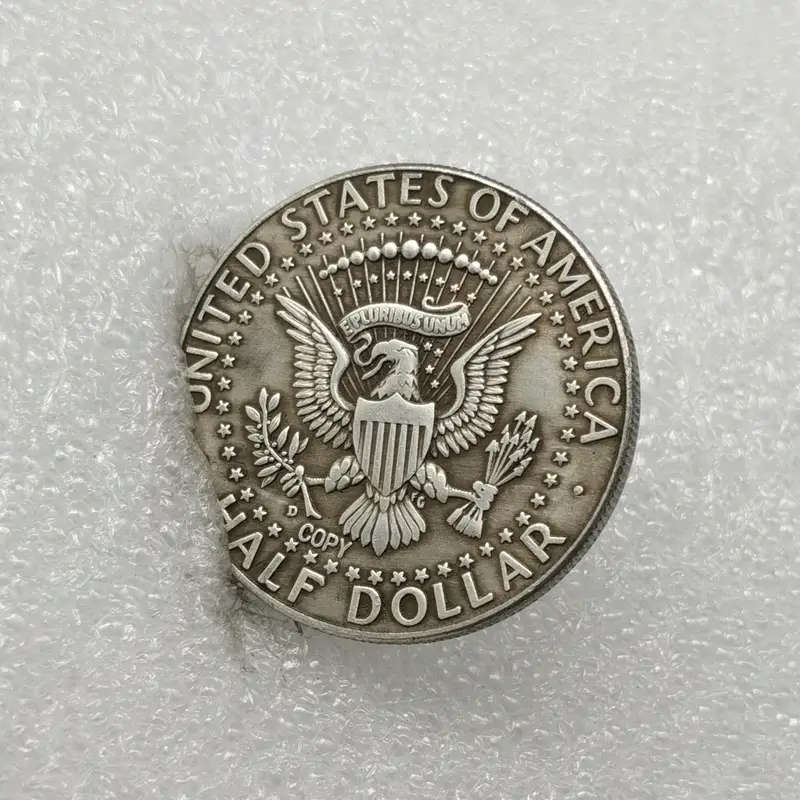 UNITED STATES OF AMERICA
E PLURIBUS UNUM
D
FG
COPY
HALF DOLLAR